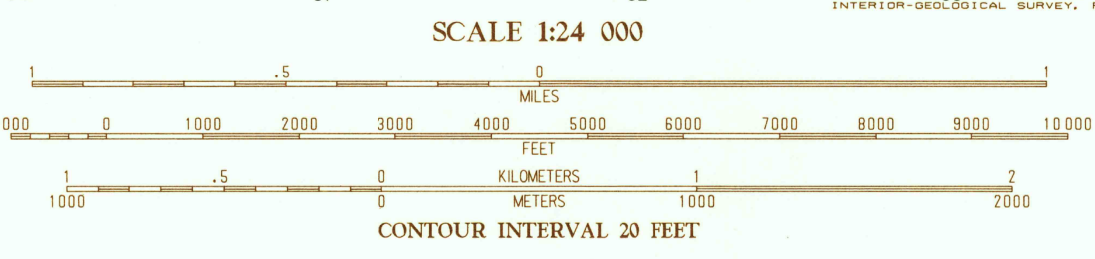 INTERIOR-GEOLOGICAL SURVEY,
SCALE 1:24 000
1 .5 0 1
MILES
000 0 1000 2000 3000 4000 5000 6000 7000 8000 9000 10 000
FEET
1 .5 0 KILOMETERS 1 2
1000 0 METERS 1000 2000
CONTOUR INTERVAL 20 FEET